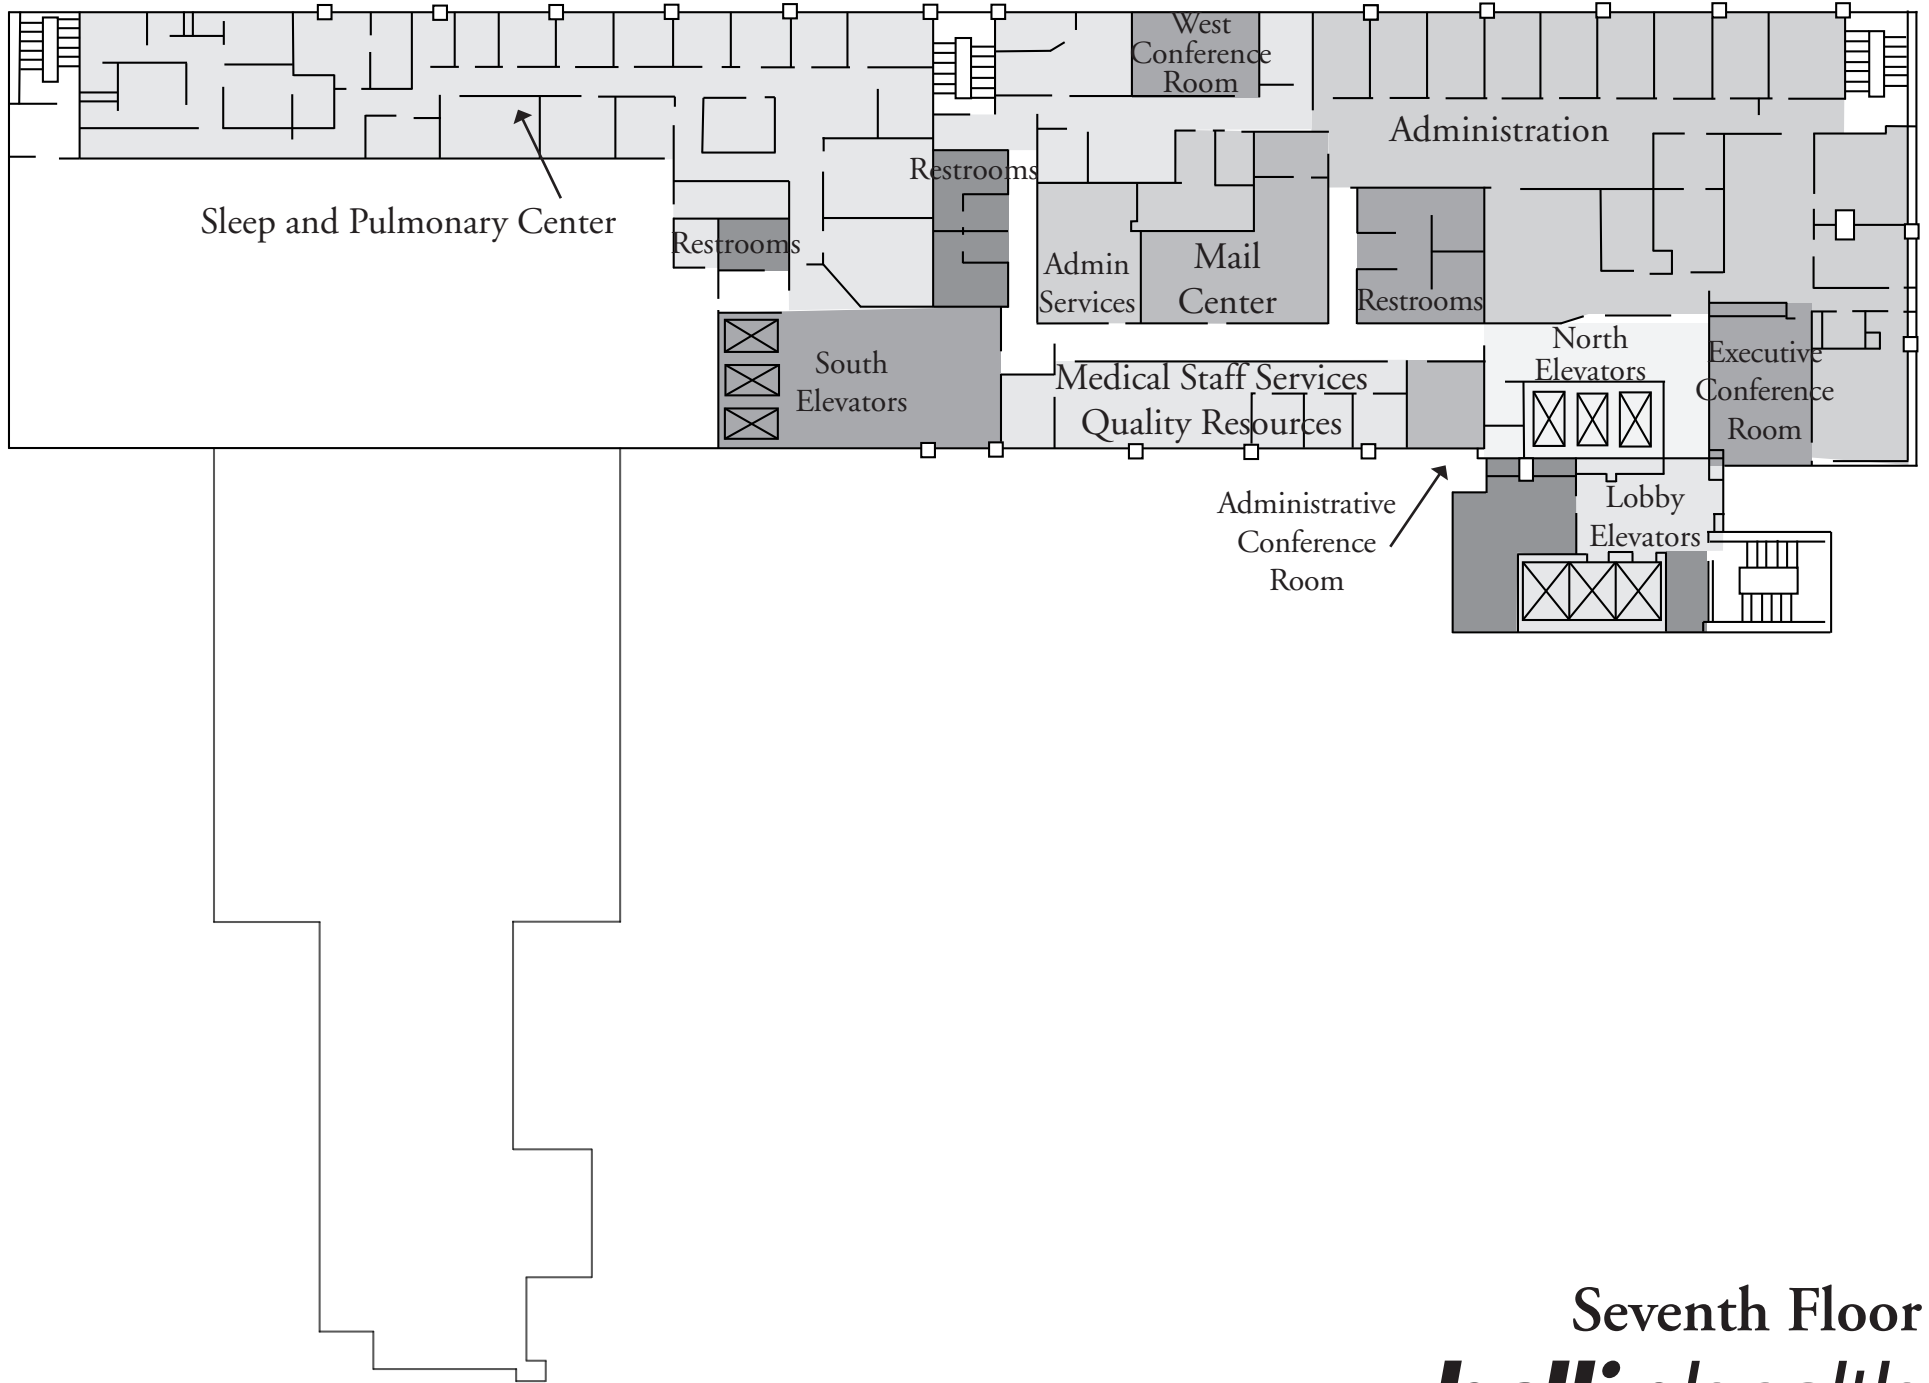 West
Conference
Room
Administration
Restrooms
Sleep and Pulmonary Center
Restrooms
Admin
Services
Mail
Center
Restrooms
North
Elevators
South
Elevators
Medical Staff Services
Quality Resources
Executive
Conference
Room
Administrative
Conference
Room
Lobby
Elevators
Seventh Floor